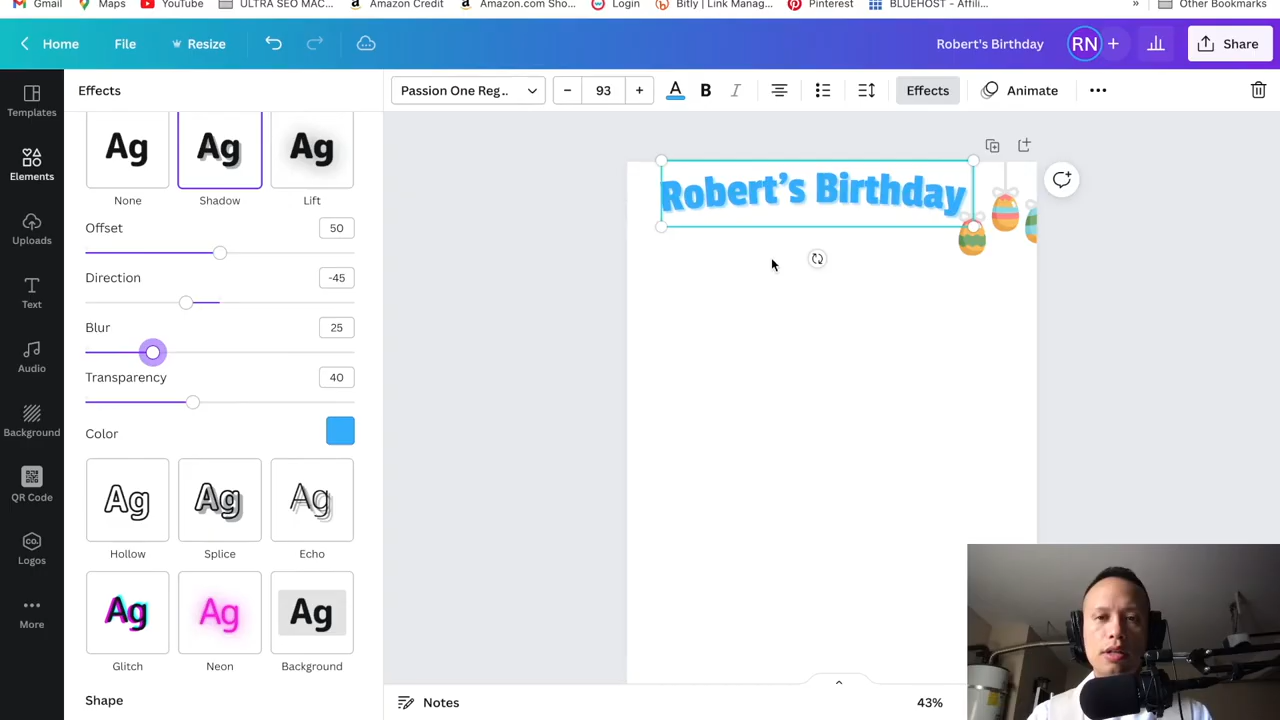 Gmail Maps YouTube ULTRA SEO MAC... Amazon Credit Amazon.com Sho... Login Bitly | Link Manag... Pinterest BLUEHOST - Affili... » Other Bookmarks
Home File Resize Robert's Birthday RN + Share
Templates
Elements
Uploads
Text
Audio
Background
QR Code
CO.
Logos
More
Effects
Ag Ag Ag
None Shadow Lift
Offset 50
Direction -45
Blur 25
Transparency 40
Color
Ag Ag Ag
Hollow Splice Echo
Ag Ag Ag
Glitch Neon Background
Shape
Passion One Reg... − 93 + A B I Effects Animate
Robert's Birthday
Notes 43%